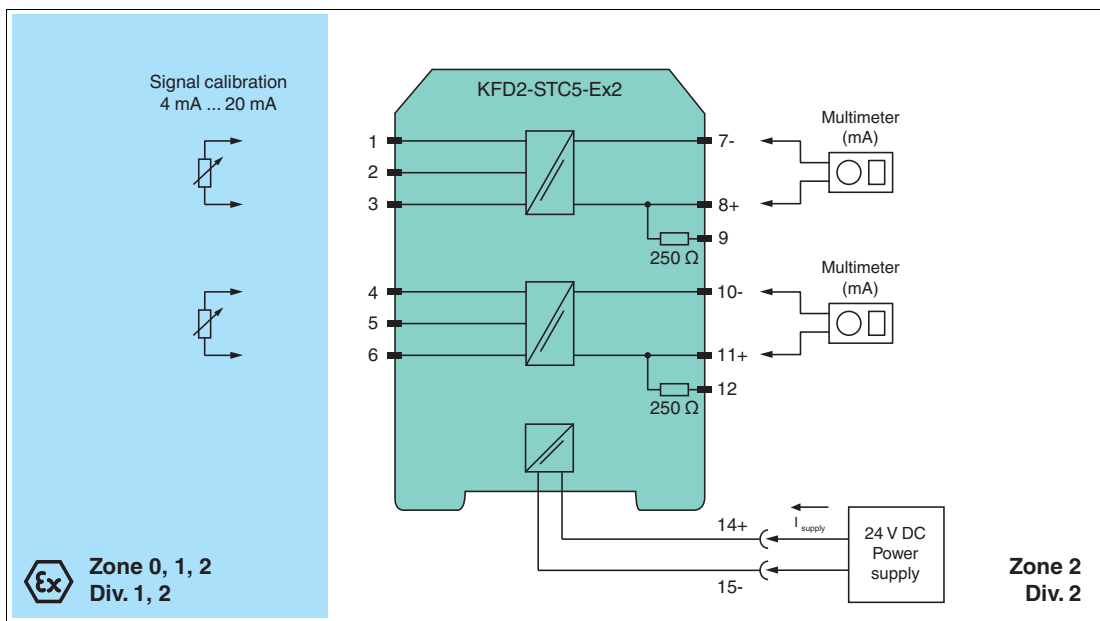 Signal calibration
4 mA ... 20 mA
KFD2-STC5-Ex2
1
2
3
7-
8+
9
250 Ω
Multimeter
(mA)
4
5
6
10-
11+
12
250 Ω
Multimeter
(mA)
14+
15-
I supply
24 V DC
Power
supply
Ex
Zone 0, 1, 2
Div. 1, 2
Zone 2
Div. 2